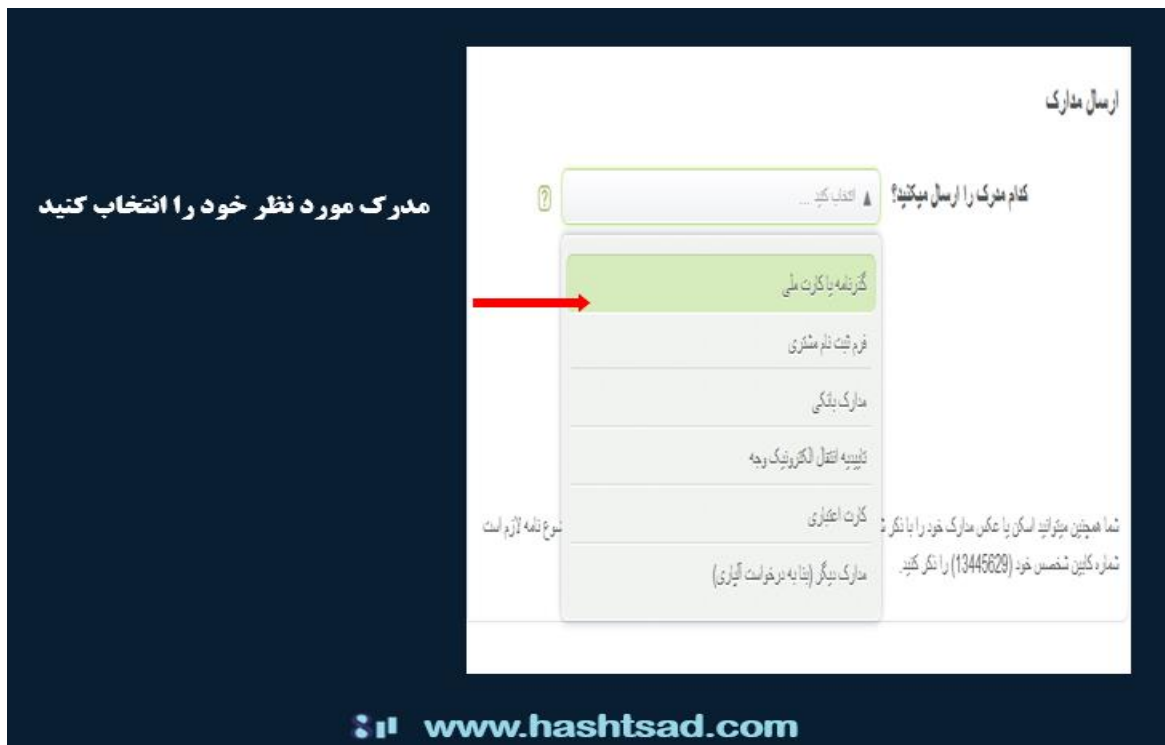 ارسال مدارک
کدام مدرک را ارسال میکنید؟
انتخاب کنید ...
?
مدرک مورد نظر خود را انتخاب کنید
گذرنامه یا کارت ملی
فرم ثبت نام مشتری
مدارک بانکی
تاییدیه انتقال الکترونیک وجه
کارت اعتباری
مدارک دیگر (بنا به درخواست آلپاری)
شما همچنین میتوانید اسکن یا عکس مدارک خود را با ذکر نامه لازم است
شماره کابین شخصی خود (13445629) را ذکر کنید.
www.hashtsad.com